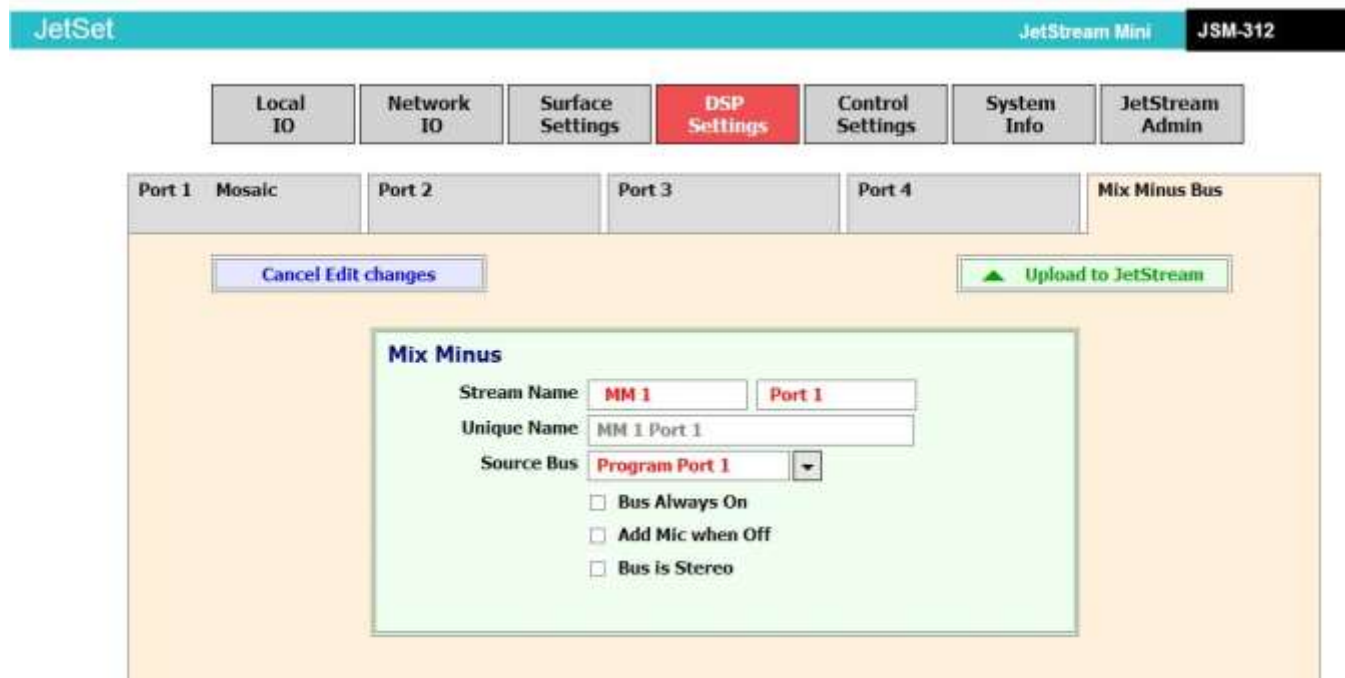 JetSet JetStream Mini JSM-312
Local IO Network IO Surface Settings DSP Settings Control Settings System Info JetStream Admin
Port 1 Mosaic Port 2 Port 3 Port 4 Mix Minus Bus
Cancel Edit changes Upload to JetStream
Mix Minus
Stream Name MM 1 Port 1
Unique Name MM 1 Port 1
Source Bus Program Port 1
Bus Always On
Add Mic when Off
Bus is Stereo